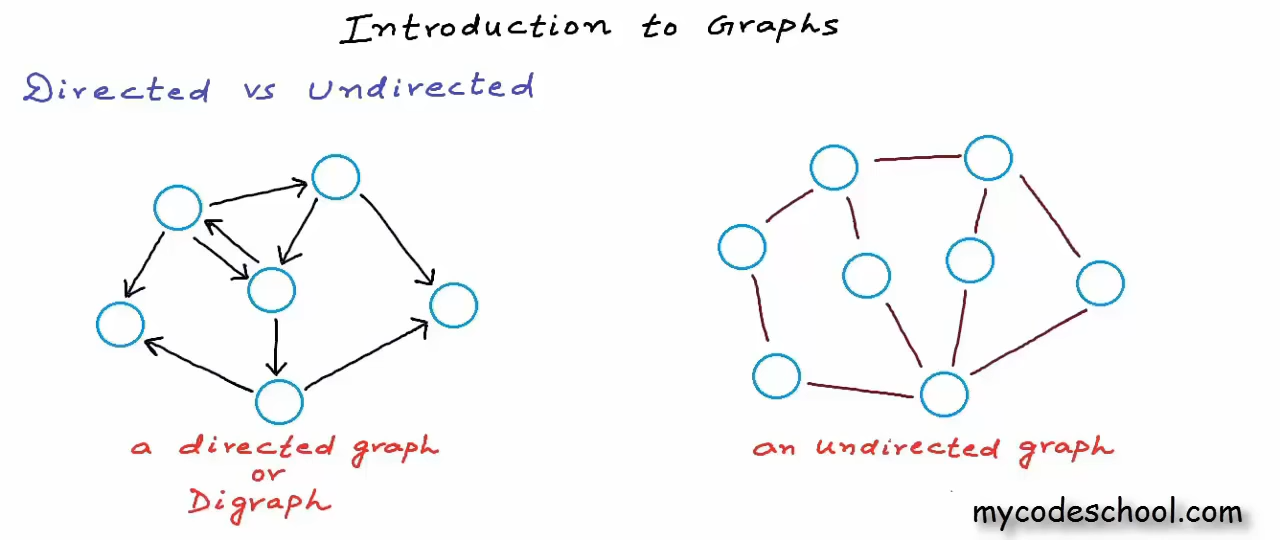 Introduction to Graphs
Directed vs Undirected
a directed graph
or
Digraph
an undirected graph
mycodeschool.com